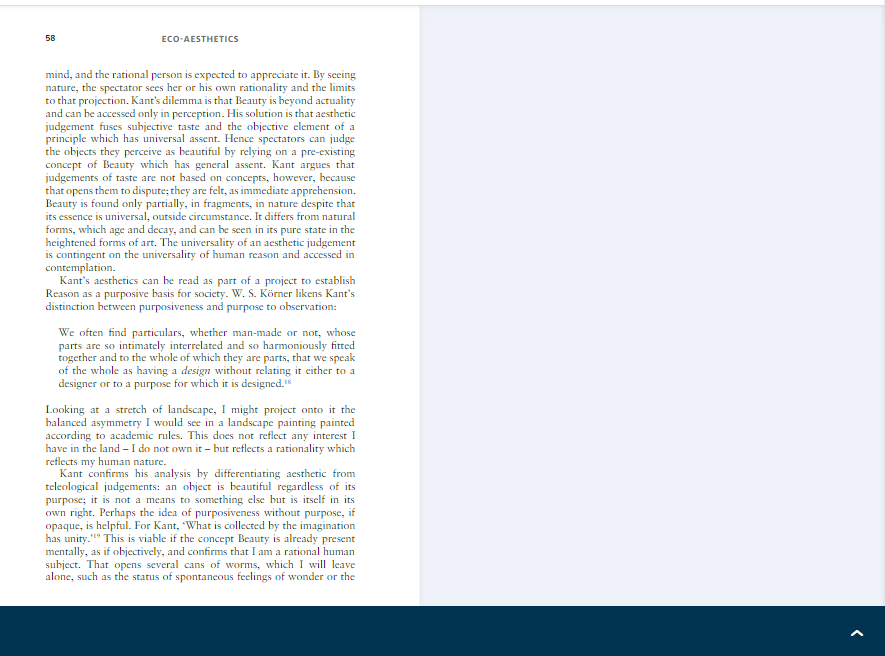 58
ECO-AESTHETICS
mind, and the rational person is expected to appreciate it. By seeing
nature, the spectator sees her or his own rationality and the limits
to that projection. Kant's dilemma is that Beauty is beyond actuality
and can be accessed only in perception. His solution is that aesthetic
judgement fuses subjective taste and the objective element of a
principle which has universal assent. Hence spectators can judge
the objects they perceive as beautiful by relying on a pre-existing
concept of Beauty which has general assent. Kant argues that
judgements of taste are not based on concepts, however, because
that opens them to dispute; they are felt, as immediate apprehension.
Beauty is found only partially, in fragments, in nature despite that
its essence is universal, outside circumstance. It differs from natural
forms, which age and decay, and can be seen in its pure state in the
heightened forms of art. The universality of an aesthetic judgement
is contingent on the universality of human reason and accessed in
contemplation.
Kant's aesthetics can be read as part of a project to establish
Reason as a purposive basis for society. W. S. Körner likens Kant's
distinction between purposiveness and purpose to observation:
We often find particulars, whether man-made or not, whose
parts are so intimately interrelated and so harmoniously fitted
together and to the whole of which they are parts, that we speak
of the whole as having a design without relating it either to a
designer or to a purpose for which it is designed.18
Looking at a stretch of landscape, I might project onto it the
balanced asymmetry I would see in a landscape painting painted
according to academic rules. This does not reflect any interest I
have in the land – I do not own it – but reflects a rationality which
reflects my human nature.
Kant confirms his analysis by differentiating aesthetic from
teleological judgements: an object is beautiful regardless of its
purpose; it is not a means to something else but is itself in its
own right. Perhaps the idea of purposiveness without purpose, if
opaque, is helpful. For Kant, 'What is collected by the imagination
has unity.'19 This is viable if the concept Beauty is already present
mentally, as if objectively, and confirms that I am a rational human
subject. That opens several cans of worms, which I will leave
alone, such as the status of spontaneous feelings of wonder or the